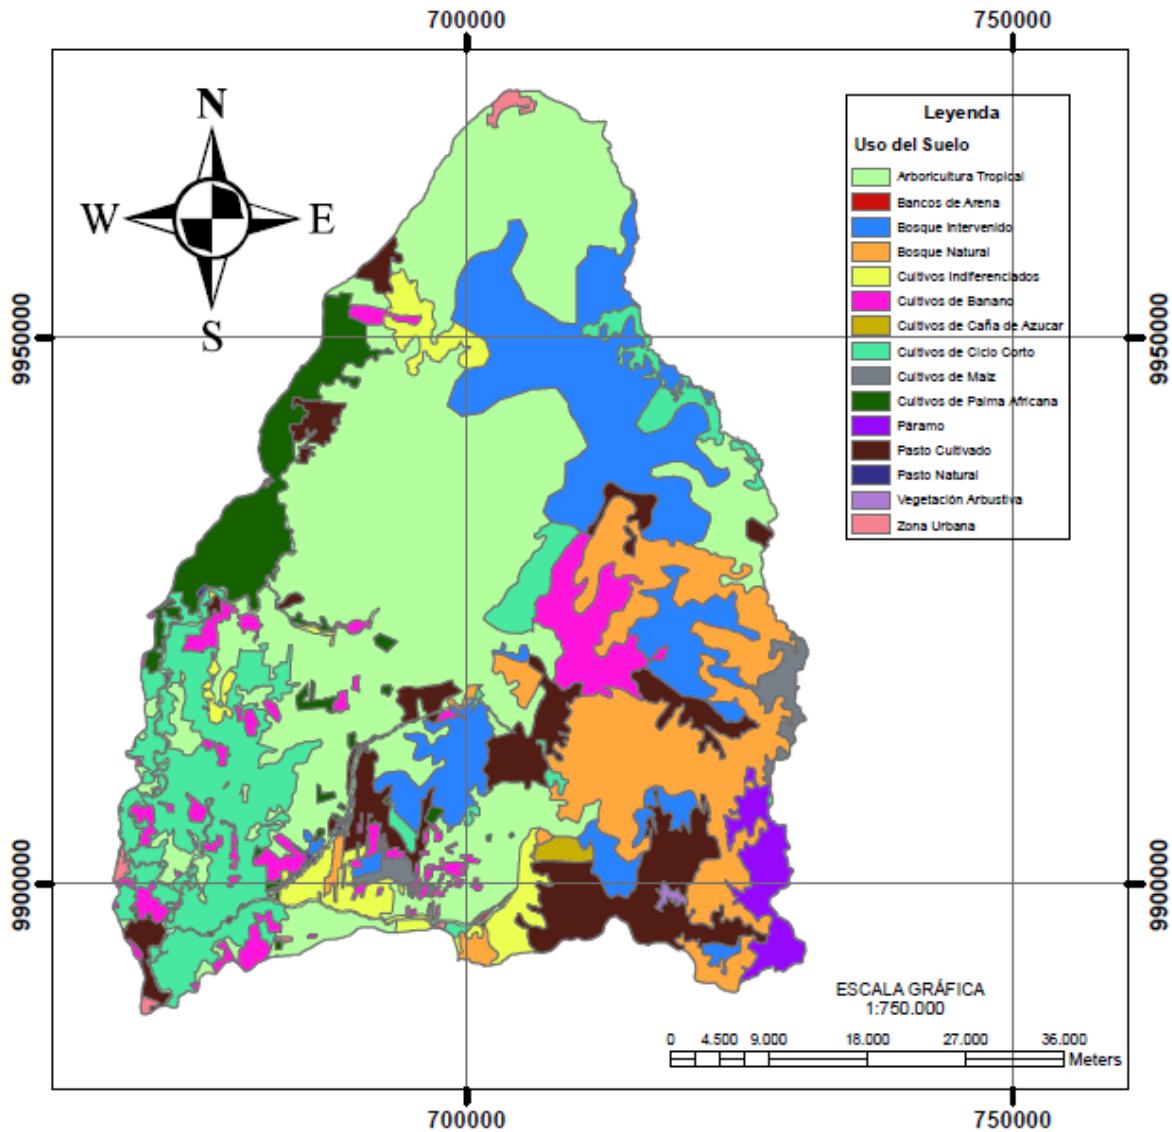 700000 750000
N
W E
S
9950000 9950000
9900000 9900000
Leyenda
Uso del Suelo
Arboricultura Tropical
Bancos de Arena
Bosque Intervenido
Bosque Natural
Cultivos Indiferenciados
Cultivos de Banano
Cultivos de Caña de Azucar
Cultivos de Ciclo Corto
Cultivos de Maiz
Cultivos de Palma Africana
Páramo
Pasto Cultivado
Pasto Natural
Vegetación Arbustiva
Zona Urbana
ESCALA GRÁFICA
1:750.000
0 4.500 9.000 18.000 27.000 36.000
Meters
700000 750000